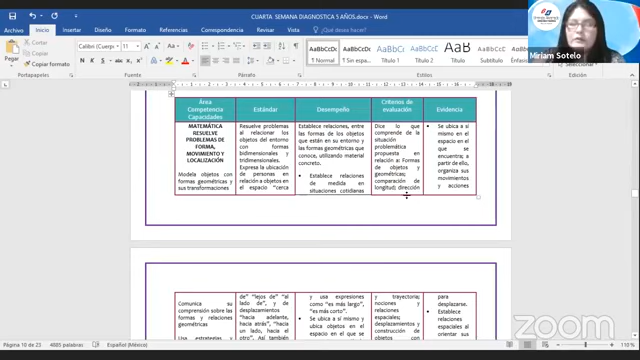 CUARTA SEMANA DIAGNOSTICA 5 AÑOS.docx - Word
Archivo
Inicio
Insertar
Diseño
Formato
Referencias
Correspondencia
Revisar
Vista
¿Qué desea hacer?
Cortar
Copiar
Pegar
Copiar formato
Portapapeles
Calibri (Cuerpo)
11
Fuente
Párrafo
AaBbCcDc
¶ Normal
AaBbCcDc
¶ Sin espa...
AaBbCc
Título 1
AaBbCcC
Título 2
AaB
Título
AaBbCcC
Subtítulo
Estilos
Miriam Sotelo
Área
Competencia
Capacidades
Estándar
Desempeño
Criterios de
evaluación
Evidencia
MATEMÁTICA
RESUELVE
PROBLEMAS DE
FORMA,
MOVIMIENTO Y
LOCALIZACIÓN
Modela objetos con
formas geométricas y
sus transformaciones
Resuelve problemas al
relacionar los objetos
del entorno con
formas bidimensionales y
tridimensionales.
Expresa la ubicación
de personas en
relación a objetos en
el espacio “cerca
Establece relaciones, entre
las formas de los objetos
que están en su entorno y
las formas geométricas que
conoce, utilizando material
concreto.
• Establece relaciones
de medida en
situaciones cotidianas
Dice lo que
comprende de la
situación
problemática
propuesta en
relación a: Formas
de objetos y
geométricas;
comparación de
longitud; dirección
• Se ubica a sí
mismo en el
espacio en el
que se
encuentra; a
partir de ello,
organiza sus
movimientos
y acciones
Comunica su
comprensión sobre las
formas y relaciones
geométricas
Usa estrategias y
de” “lejos de” “al
lado de”, y de
desplazamientos
“hacia adelante,
hacia atrás”, “hacia
un lado, hacia el
otro”. Así también
y usa expresiones
como “es más largo”,
“es más corto”.
• Se ubica a sí mismo y
ubica objetos en el
espacio en el que se
y trayectoria;
nociones y
relaciones
espaciales;
desplazamientos y
construcción de
objetos con
para
desplazarse.
• Establece
relaciones
espaciales al
orientar sus
Página 10 de 23
4805 palabras
Español (México)
110 %
zoom